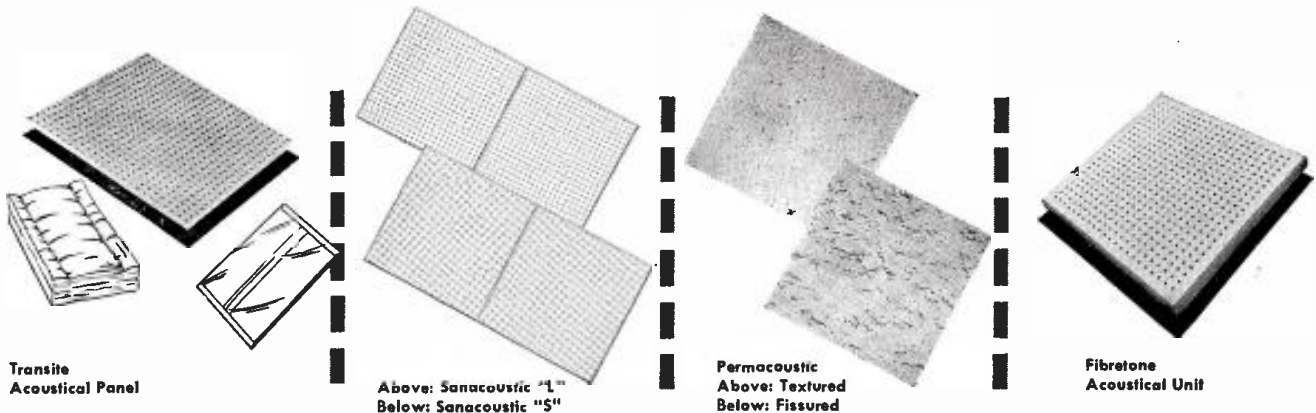 Transite
Acoustical Panel
Above: Sanacoustic "L"
Below: Sanacoustic "S"
Permacoustic
Above: Textured
Below: Fissured
Fibretone
Acoustical Unit